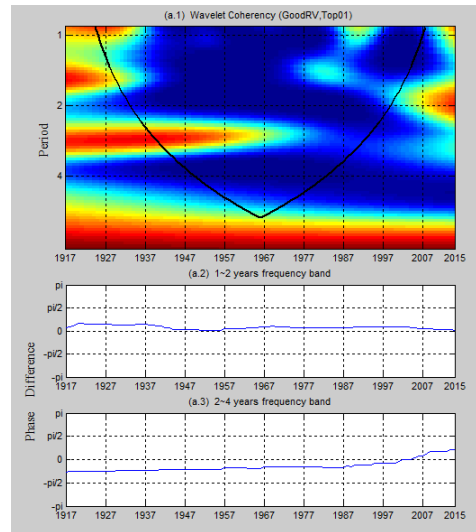 (a.1) Wavelet Coherency (GoodRV,Top01)
Period
1
2
4
1917 1927 1937 1947 1957 1967 1977 1987 1997 2007 2015
(a.2) 1~2 years frequency band
pi
pi/2
0
-pi/2
-pi
1917 1927 1937 1947 1957 1967 1977 1987 1997 2007 2015
Phase Difference
(a.3) 2~4 years frequency band
pi
pi/2
0
-pi/2
-pi
1917 1927 1937 1947 1957 1967 1977 1987 1997 2007 2015